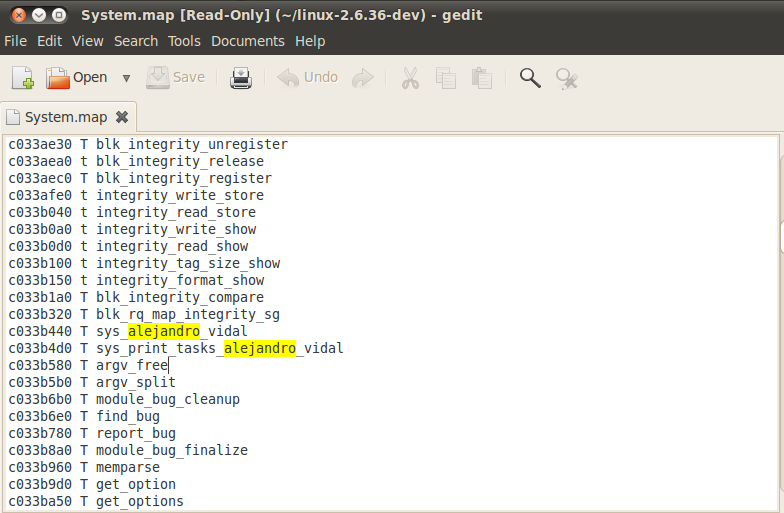 System.map [Read-Only] (~/linux-2.6.36-dev) - gedit
File Edit View Search Tools Documents Help
Open Save Undo
System.map
c033ae30 T blk_integrity_unregister
c033aea0 t blk_integrity_release
c033aec0 T blk_integrity_register
c033afe0 t integrity_write_store
c033b040 t integrity_read_store
c033b0a0 t integrity_write_show
c033b0d0 t integrity_read_show
c033b100 t integrity_tag_size_show
c033b150 t integrity_format_show
c033b1a0 T blk_integrity_compare
c033b320 T blk_rq_map_integrity_sg
c033b440 T sys_alejandro_vidal
c033b4d0 T sys_print_tasks_alejandro_vidal
c033b580 T argv_free
c033b5b0 T argv_split
c033b6b0 T module_bug_cleanup
c033b6e0 T find_bug
c033b780 T report_bug
c033b8a0 T module_bug_finalize
c033b960 T memparse
c033b9d0 T get_option
c033ba50 T get_options